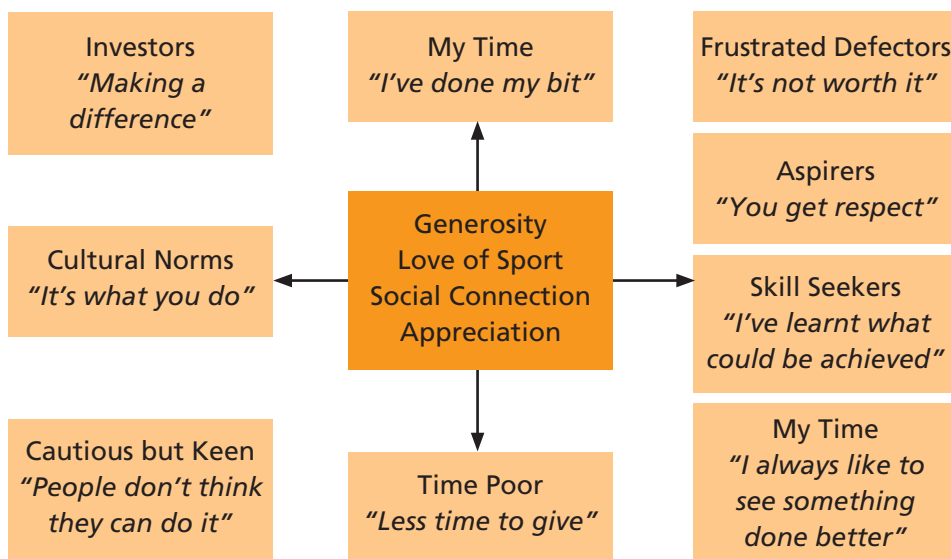 Investors
“Making a
difference”
My Time
“I’ve done my bit”
Frustrated Defectors
“It’s not worth it”
Aspirers
“You get respect”
Cultural Norms
“It’s what you do”
Generosity
Love of Sport
Social Connection
Appreciation
Skill Seekers
“I’ve learnt what
could be achieved”
Cautious but Keen
“People don’t think
they can do it”
Time Poor
“Less time to give”
My Time
“I always like to
see something
done better”